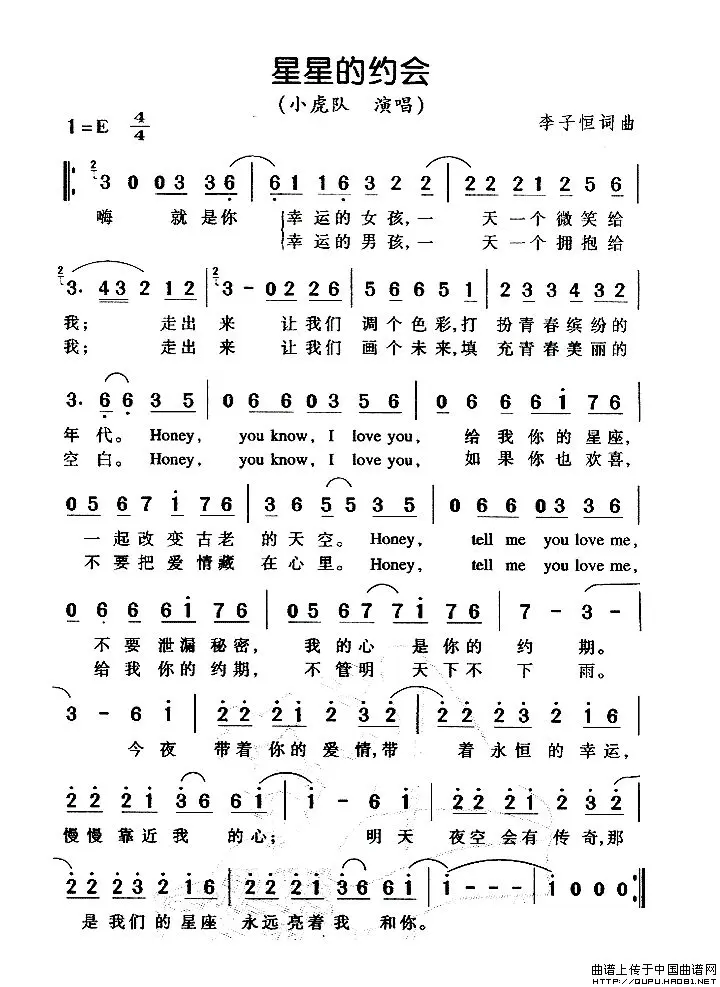 星星的约会
(小虎队 演唱)
1=E 4/4 李子恒词曲
2 3 0 0 3 3 6 | 6 1 1 6 3 2 2 | 2 2 2 1 2 5 6 |
嗨 就是你 幸运的女孩,一 天一个微笑给
幸运的男孩,一 天一个拥抱给
2 3. 4 3 2 1 2 | 2 3 - 0 2 2 6 | 5 6 6 5 1 | 2 3 3 4 3 2 |
我; 走出来 让我们 调个色彩,打 扮青春缤纷的
我; 走出来 让我们 画个未来,填 充青春美丽的
3. 6 6 3 5 | 0 6 6 0 3 5 6 | 0 6 6 6 1 7 6 |
年代。 Honey, you know, I love you, 给我你的星座,
空白。 Honey, you know, I love you, 如果你也欢喜,
0 5 6 7 1 7 6 | 3 6 5 5 3 5 | 0 6 6 0 3 3 6 |
一起改变古老 的天空。 Honey, tell me you love me,
不要把爱情藏 在心里。 Honey, tell me you love me,
0 6 6 6 1 7 6 | 0 5 6 7 7 1 7 6 | 7 - 3 - |
不要泄漏秘密, 我的心是你的 约期。
给我你的约期, 不管明天下不 下雨。
3 - 6 1 | 2 2 2 1 2 3 2 | 2 2 2 3 2 1 6 |
今夜 带着你的爱情,带 着永恒的幸运,
2 2 2 1 3 6 6 1 | 1 - 6 1 | 2 2 2 1 2 3 2 |
慢慢靠近我 的心; 明天 夜空会有传奇,那
2 2 2 3 2 1 6 | 2 2 2 1 3 6 6 1 | 1 - - - | 1 0 0 0 :||
是我们的星座 永远亮着我 和你。
曲谱上传于中国曲谱网
http://QUPU.HAO81.NET